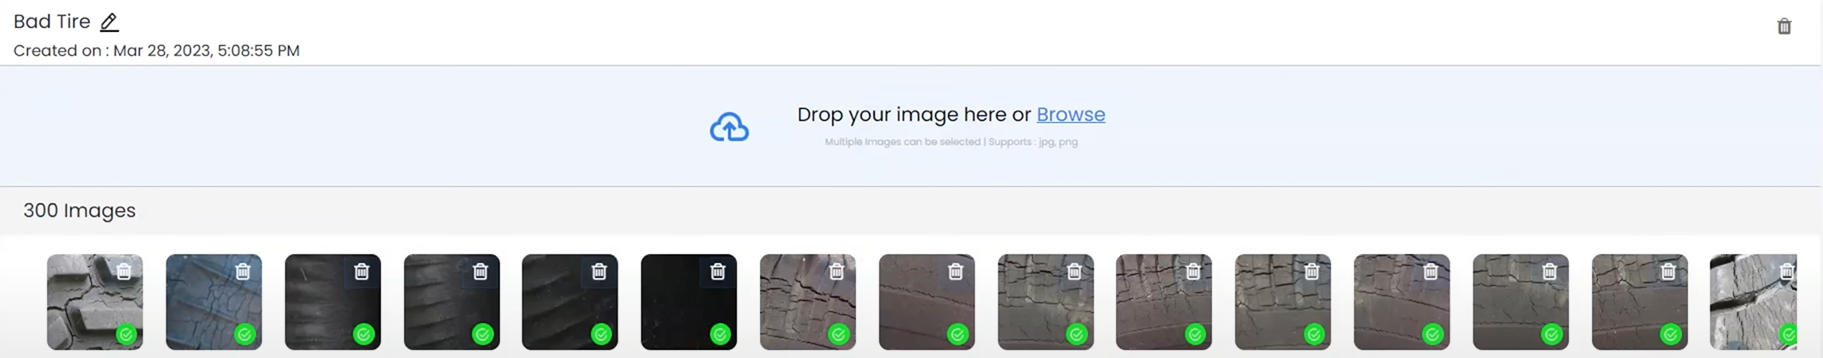 Bad Tire
Created on : Mar 28, 2023, 5:08:55 PM
Drop your image here or Browse
Multiple Images can be selected | Supports : jpg, png
300 Images